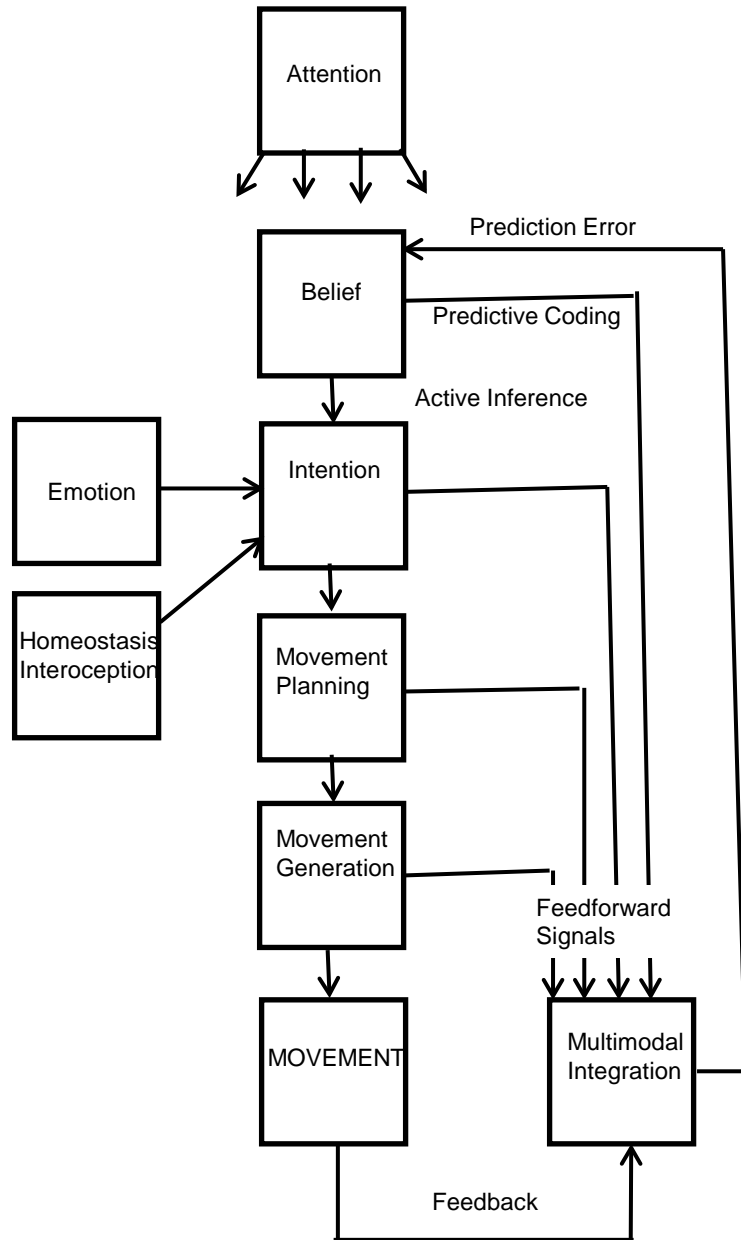 Attention
Prediction Error
Belief
Predictive Coding
Active Inference
Emotion
Intention
Homeostasis
Interoception
Movement
Planning
Movement
Generation
Feedforward
Signals
MOVEMENT
Multimodal
Integration
Feedback